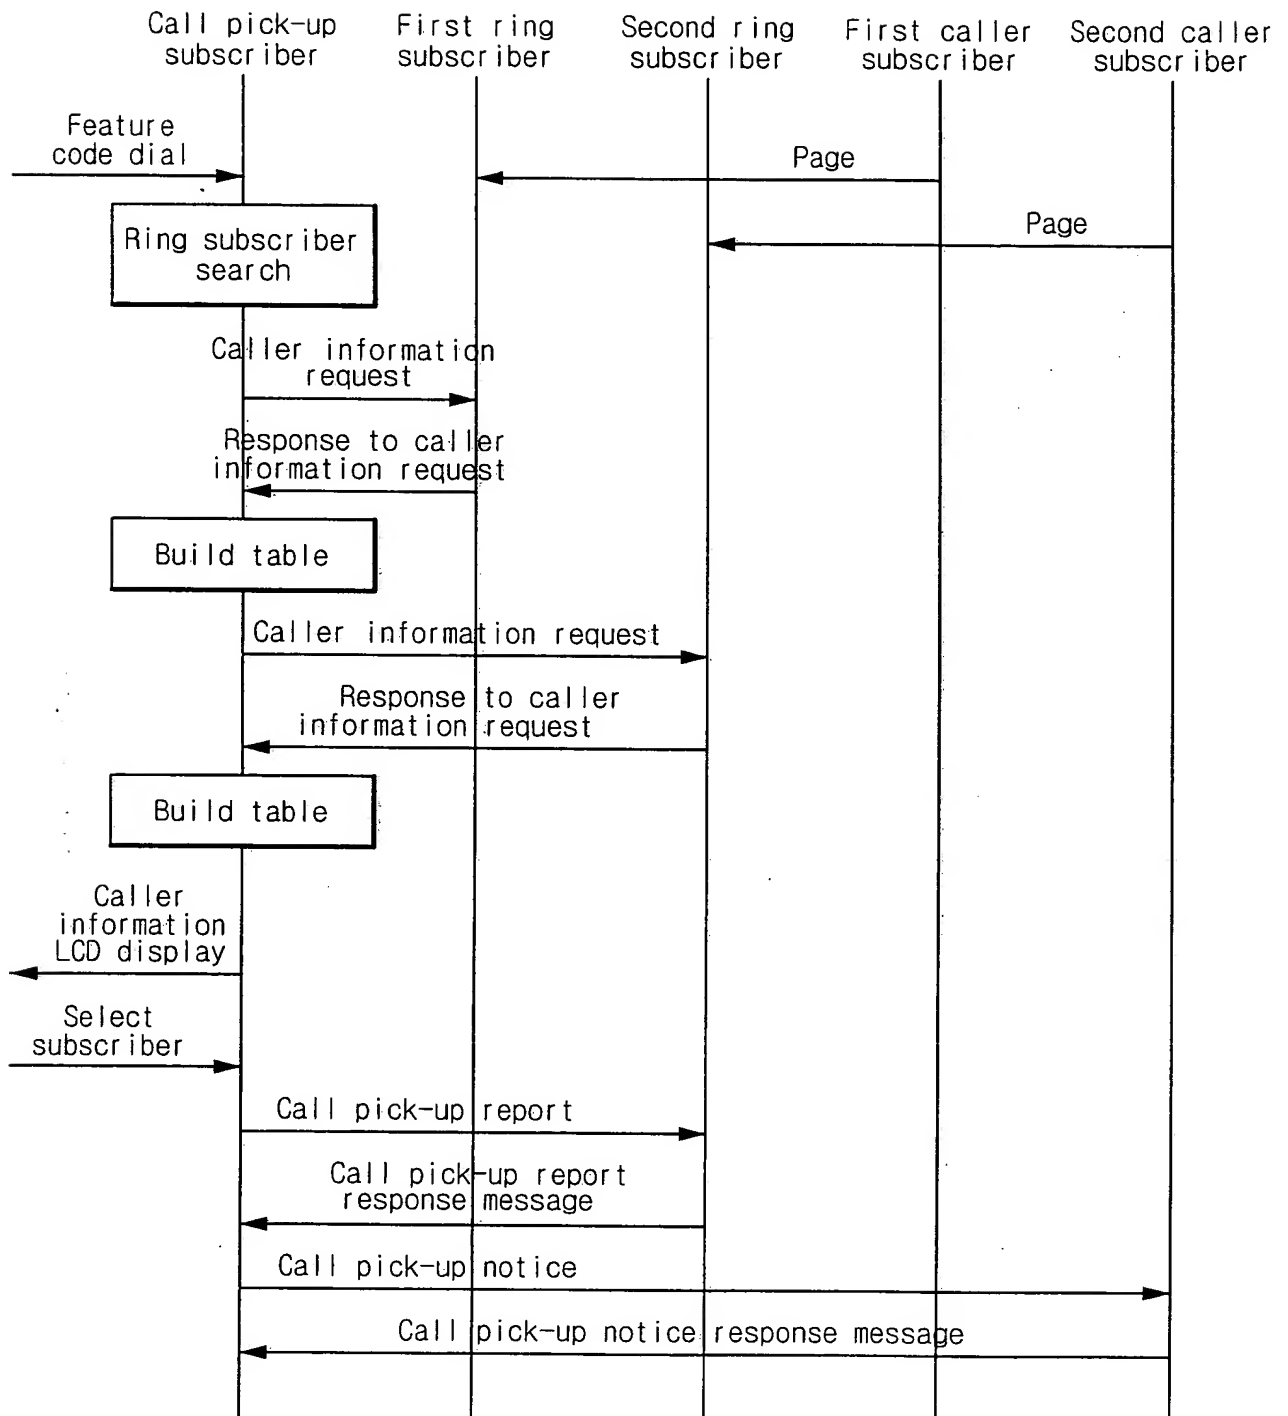 Call pick-up
subscriber
First ring
subscriber
Second ring
subscriber
First caller
subscriber
Second caller
subscriber
Feature
code dial
Page
Page
Ring subscriber
search
Caller information
request
Response to caller
information request
Build table
Caller information request
Response to caller
information request
Build table
Caller
information
LCD display
Select
subscriber
Call pick-up report
Call pick-up report
response message
Call pick-up notice
Call pick-up notice response message